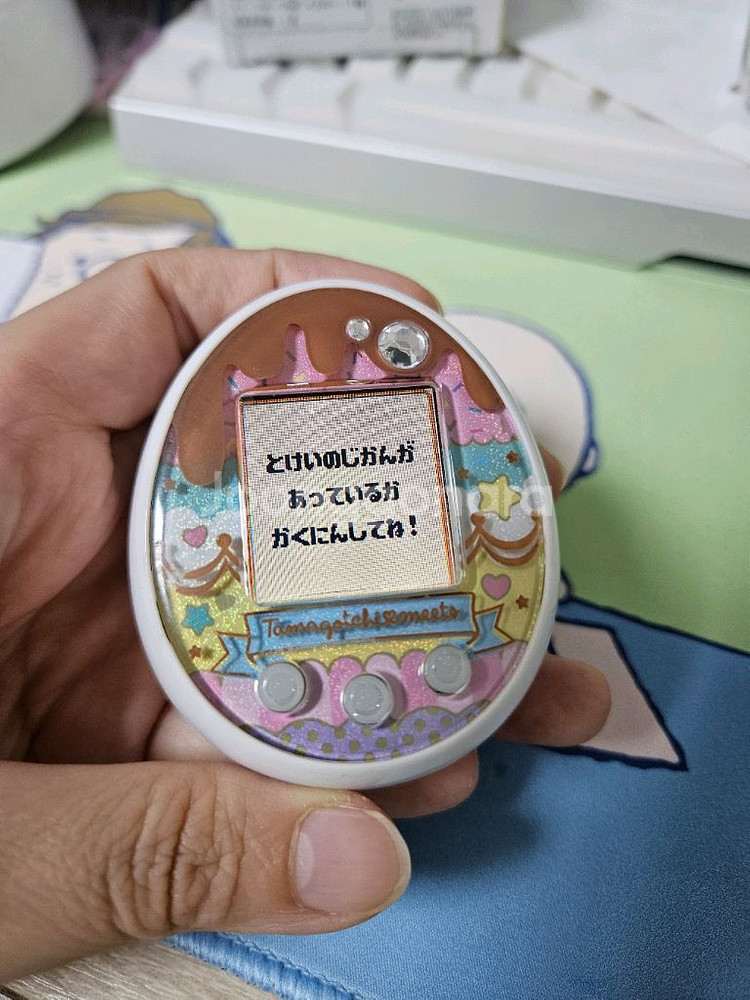 とけいのじかんが
あっているか
かくにんしてね!
Tamagotchi meets